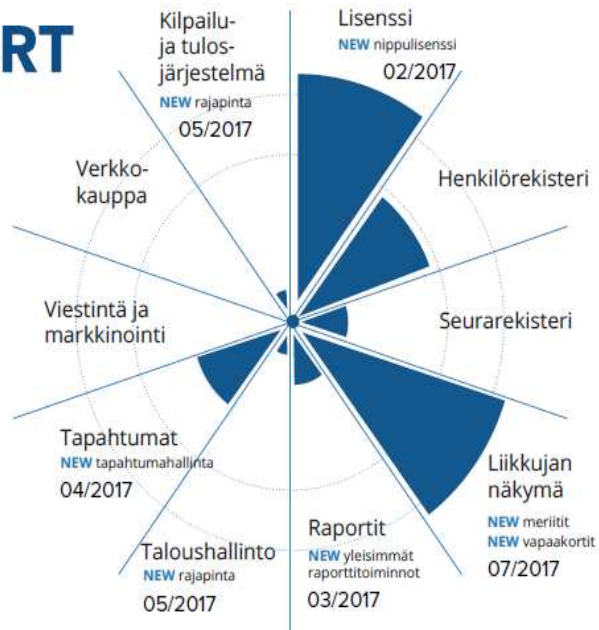 RT
Kilpailu-
ja tulos-
järjestelmä
NEW rajapinta
05/2017
Lisenssi
NEW nippulisenssi
02/2017
Verkko-
kauppa
Henkilörekisteri
Viestintä ja
markkinointi
Seurarekisteri
Tapahtumat
NEW tapahtumahallinta
04/2017
Liikkujan
näkymä
NEW meriitit
NEW vapaakortit
07/2017
Taloushallinto
NEW rajapinta
05/2017
Raportit
NEW yleisimmät
raporttitoiminnot
03/2017